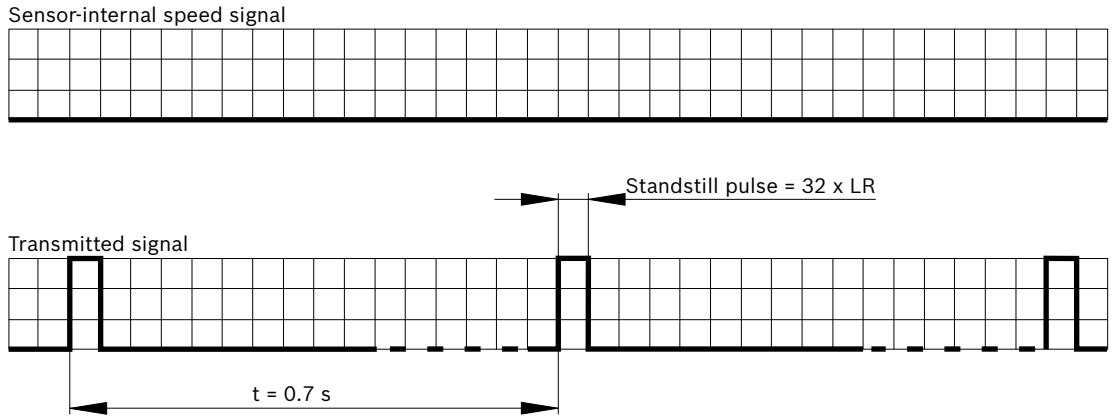 Sensor-internal speed signal
Standstill pulse = 32 x LR
Transmitted signal
t = 0.7 s